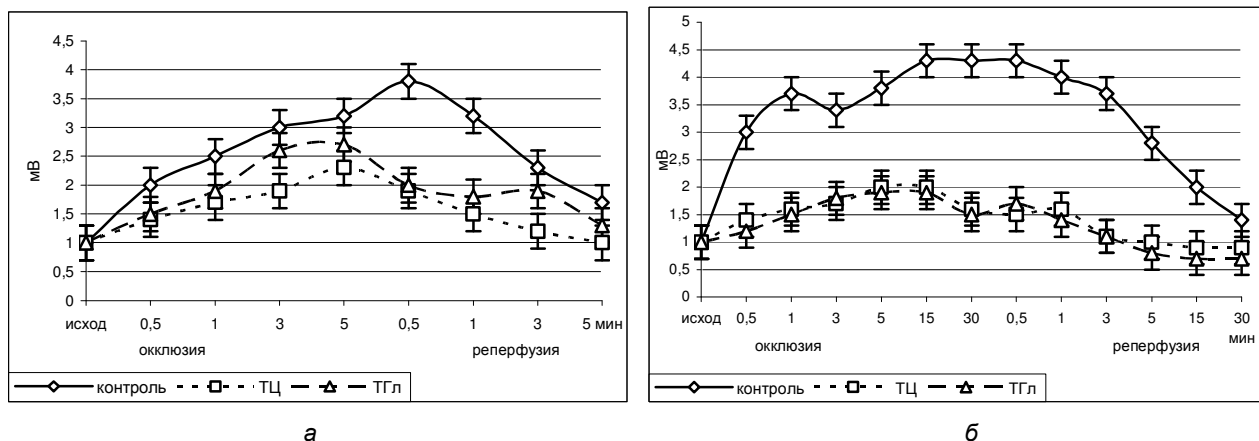 4,5
4
3,5
3
2,5
2
1,5
1
0,5
0
мВ
исход 0,5 1 3 5 0,5 1 3 5 мин
окклюзия реперфузия
контроль ТЦ ТГл
а
5
4,5
4
3,5
3
2,5
2
1,5
1
0,5
0
мВ
исход 0,5 1 3 5 15 30 0,5 1 3 5 15 30
мин
окклюзия реперфузия
контроль ТЦ ТГл
б